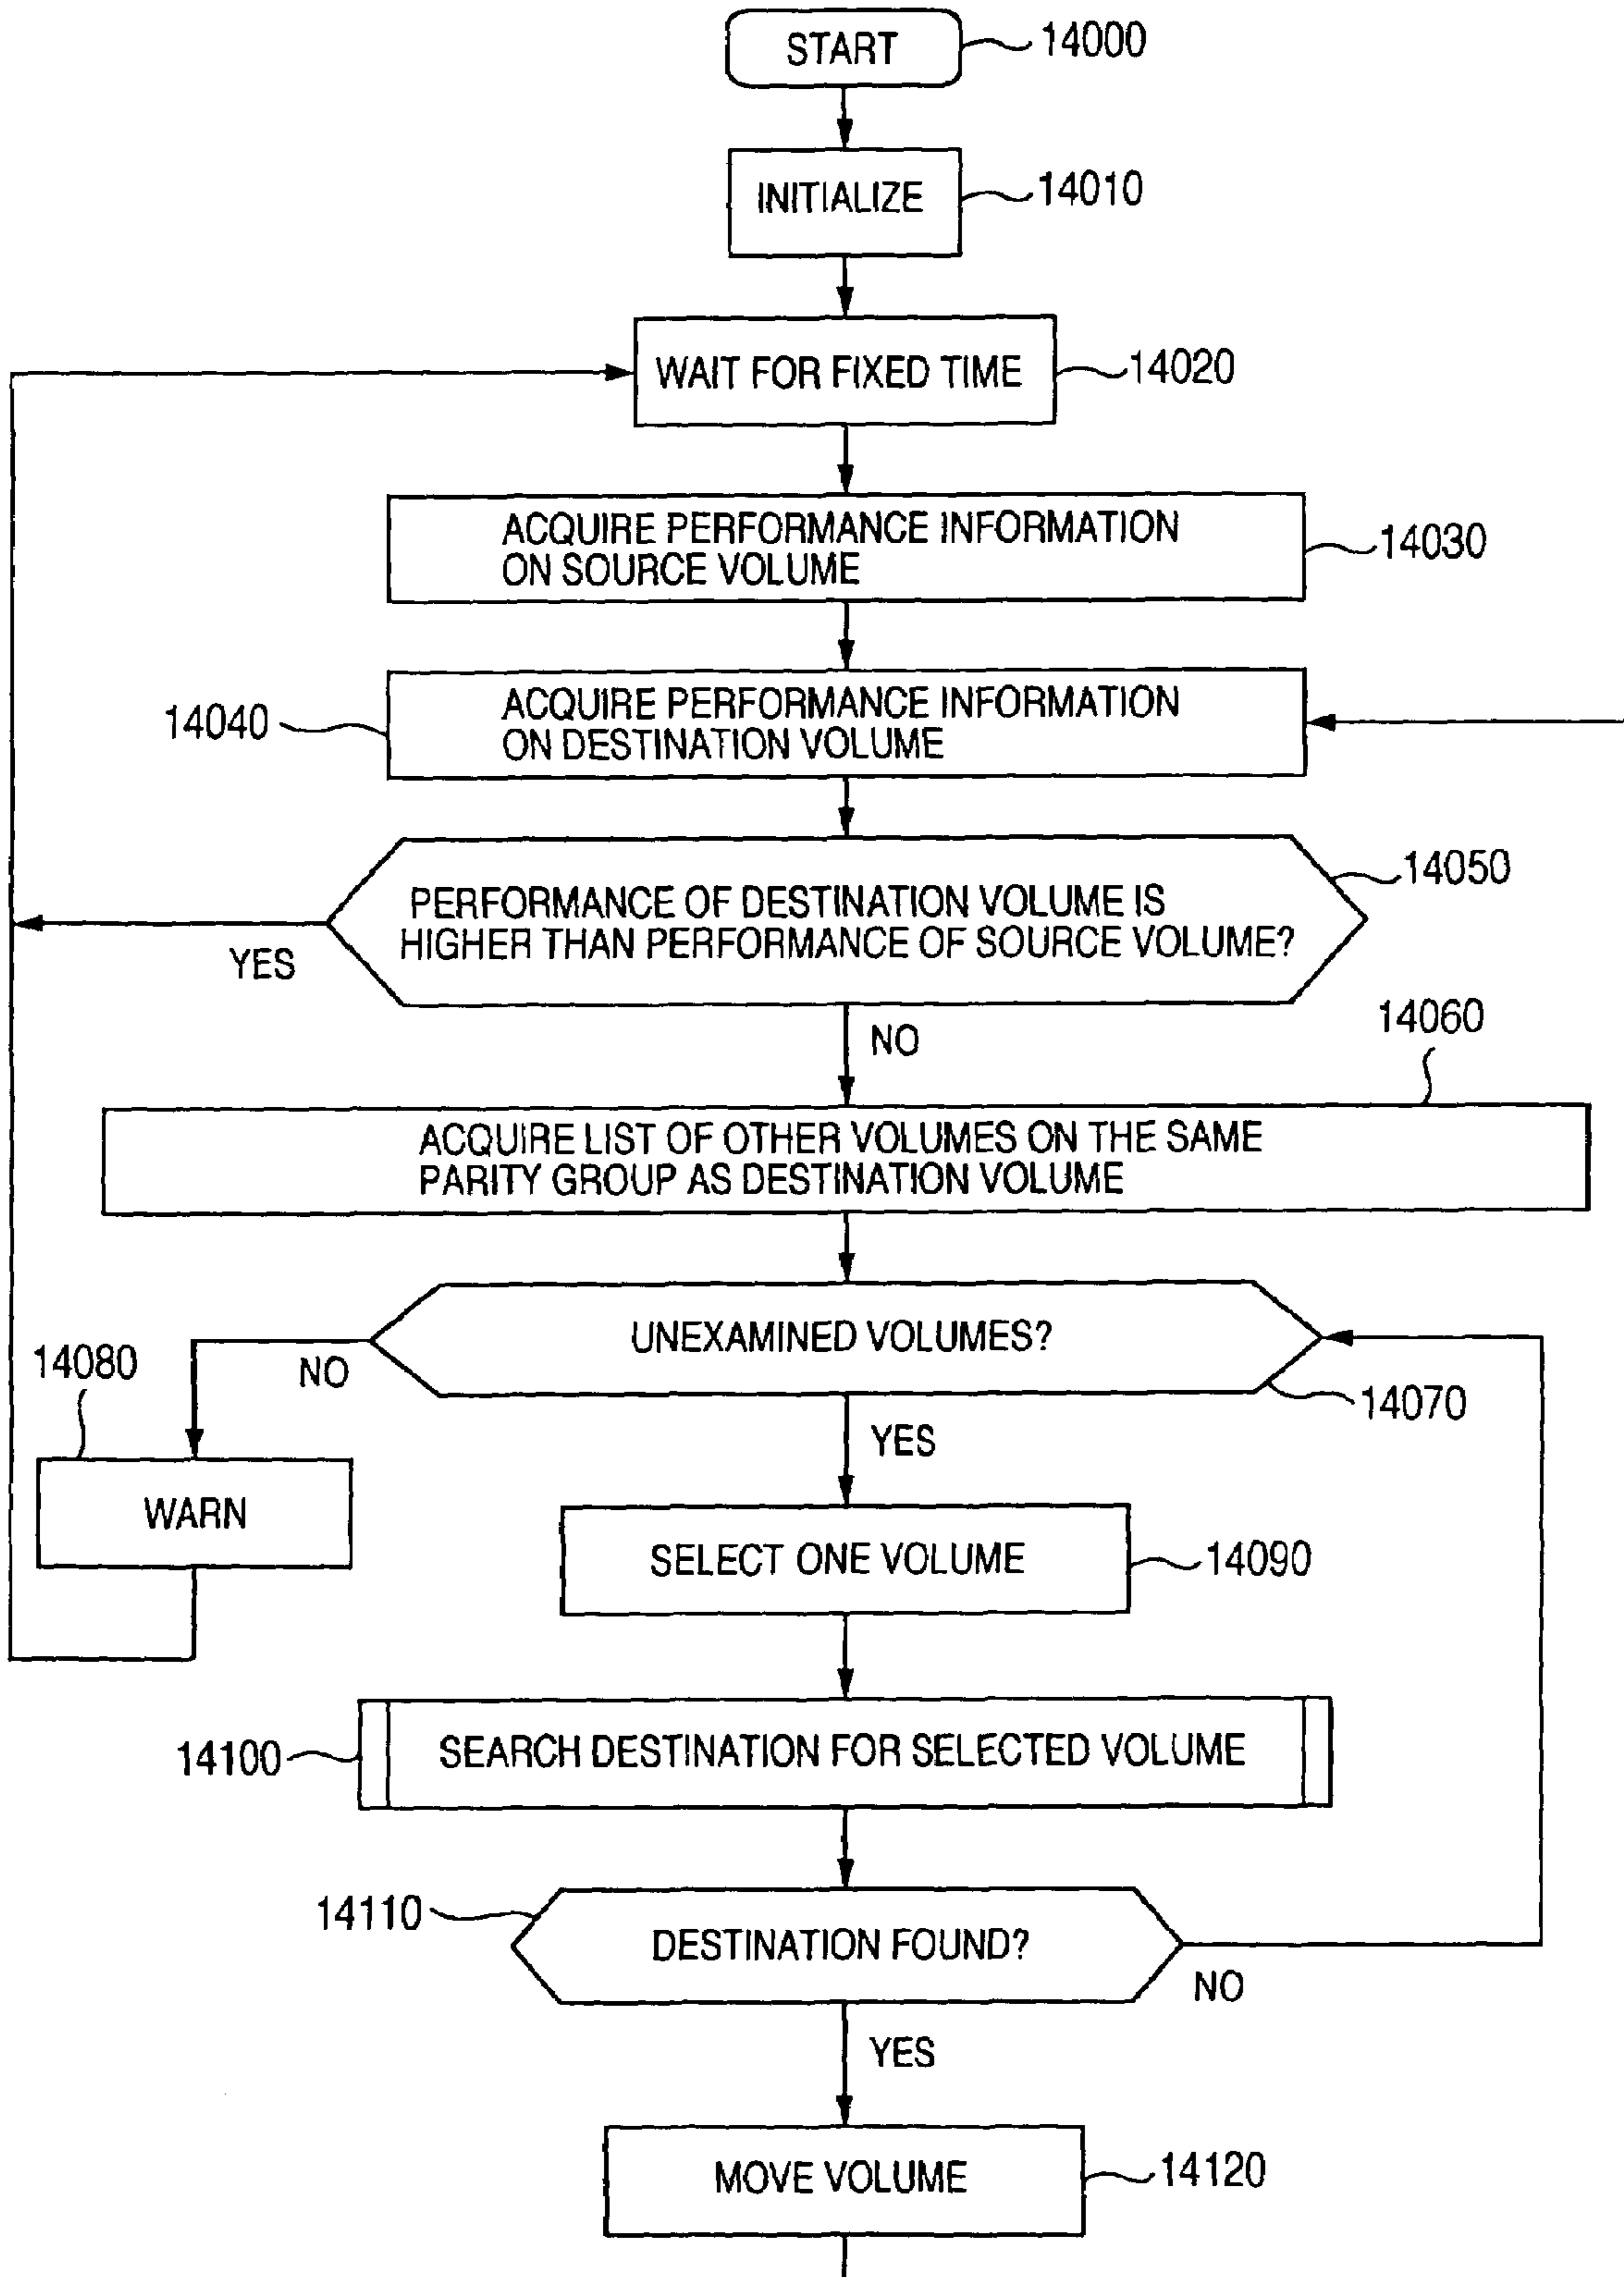 START
14000
INITIALIZE
14010
WAIT FOR FIXED TIME
14020
ACQUIRE PERFORMANCE INFORMATION
ON SOURCE VOLUME
14030
14040
ACQUIRE PERFORMANCE INFORMATION
ON DESTINATION VOLUME
14050
PERFORMANCE OF DESTINATION VOLUME IS
HIGHER THAN PERFORMANCE OF SOURCE VOLUME?
YES
NO
14060
ACQUIRE LIST OF OTHER VOLUMES ON THE SAME
PARITY GROUP AS DESTINATION VOLUME
UNEXAMINED VOLUMES?
14070
NO
14080
YES
WARN
SELECT ONE VOLUME
14090
14100
SEARCH DESTINATION FOR SELECTED VOLUME
14110
DESTINATION FOUND?
NO
YES
MOVE VOLUME
14120